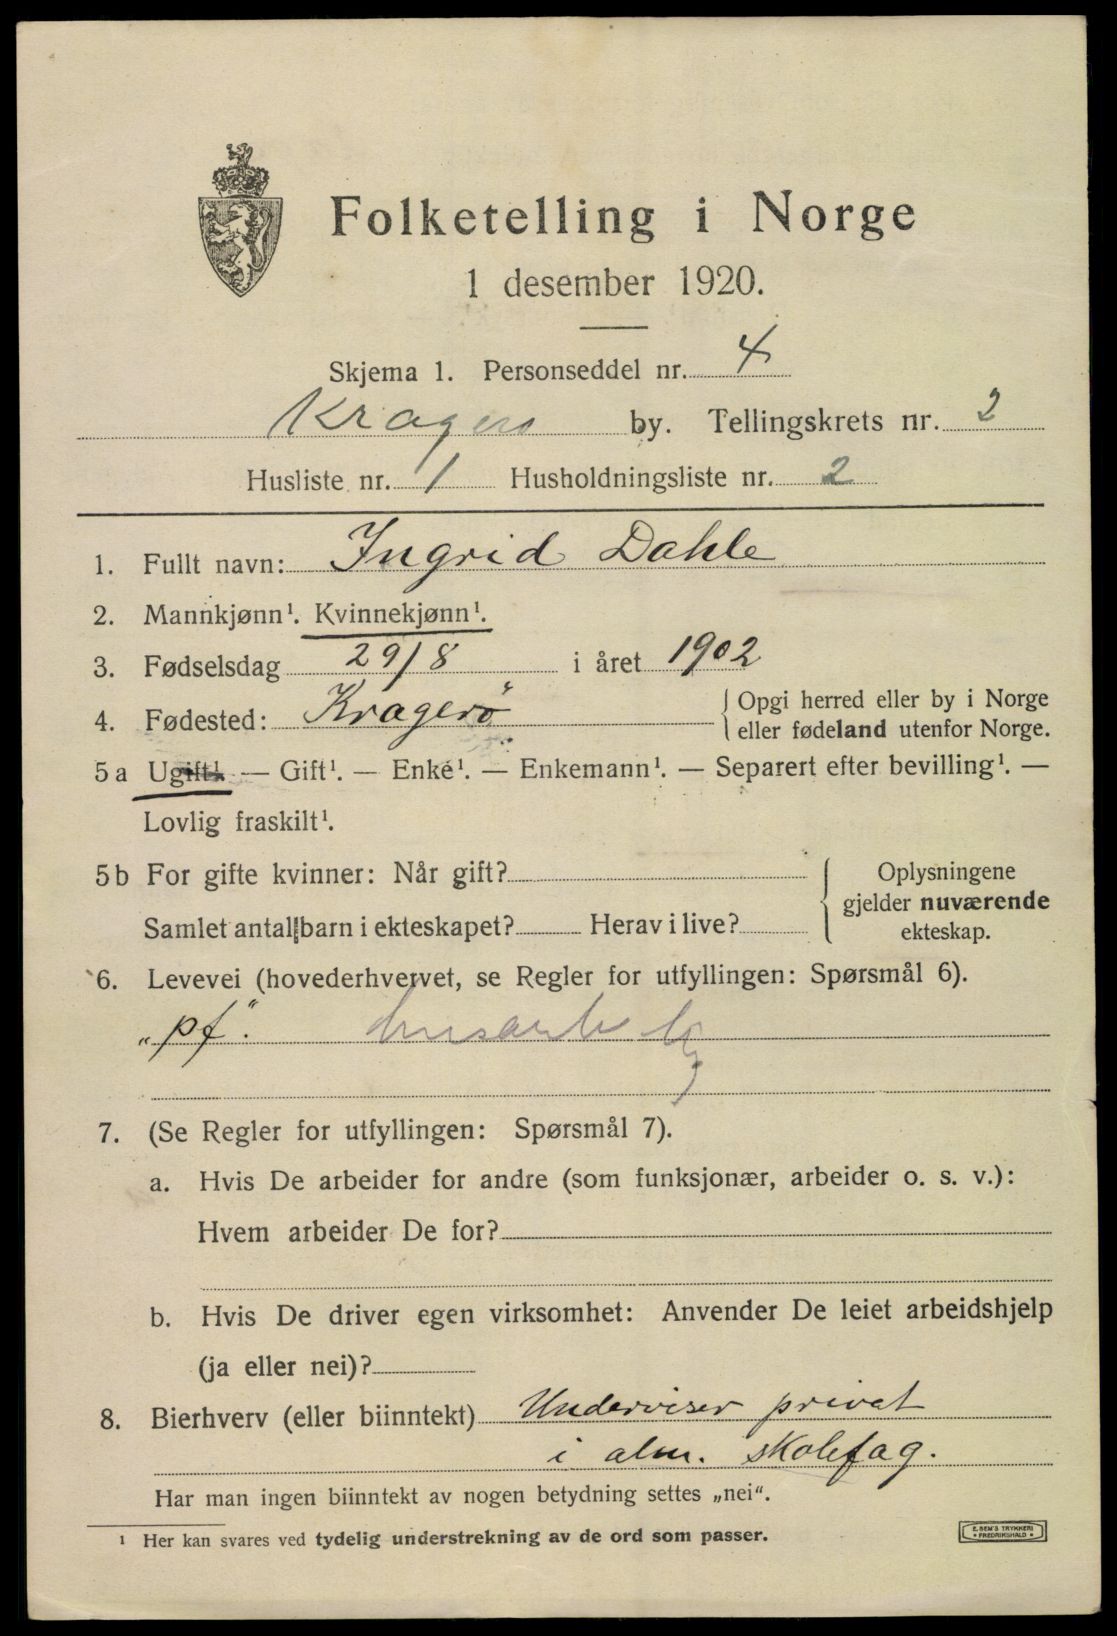 Folketelling i Norge
1 desember 1920.
Skjema 1. Personseddel nr. 4
Kragerø by. Tellingskrets nr. 2
Husliste nr. 1 Husholdningsliste nr. 2
1. Fullt navn: Ingrid Dahle
2. Mannkjønn¹. Kvinnekjønn¹.
3. Fødselsdag 29/8 i året 1902
4. Fødested: Kragerö { Opgi herred eller by i Norge
eller fødeland utenfor Norge.
5a Ugift¹. — Gift¹. — Enke¹. — Enkemann¹. — Separert efter bevilling¹. —
Lovlig fraskilt¹.
5b For gifte kvinner: Når gift?
Samlet antall barn i ekteskapet? Herav i live?
{ Oplysningene
gjelder nuværende
ekteskap.
6. Levevei (hovederhvervet, se Regler for utfyllingen: Spørsmål 6).
„pf“.
7. (Se Regler for utfyllingen: Spørsmål 7).
a. Hvis De arbeider for andre (som funksjonær, arbeider o. s. v.):
Hvem arbeider De for?
b. Hvis De driver egen virksomhet: Anvender De leiet arbeidshjelp
(ja eller nei)?
8. Bierhverv (eller biinntekt) Underviser privat
i alm. skolefag.
Har man ingen biinntekt av nogen betydning settes „nei“.
¹ Her kan svares ved tydelig understrekning av de ord som passer.
E. SEM'S TRYKKERI
FREDRIKSHALD